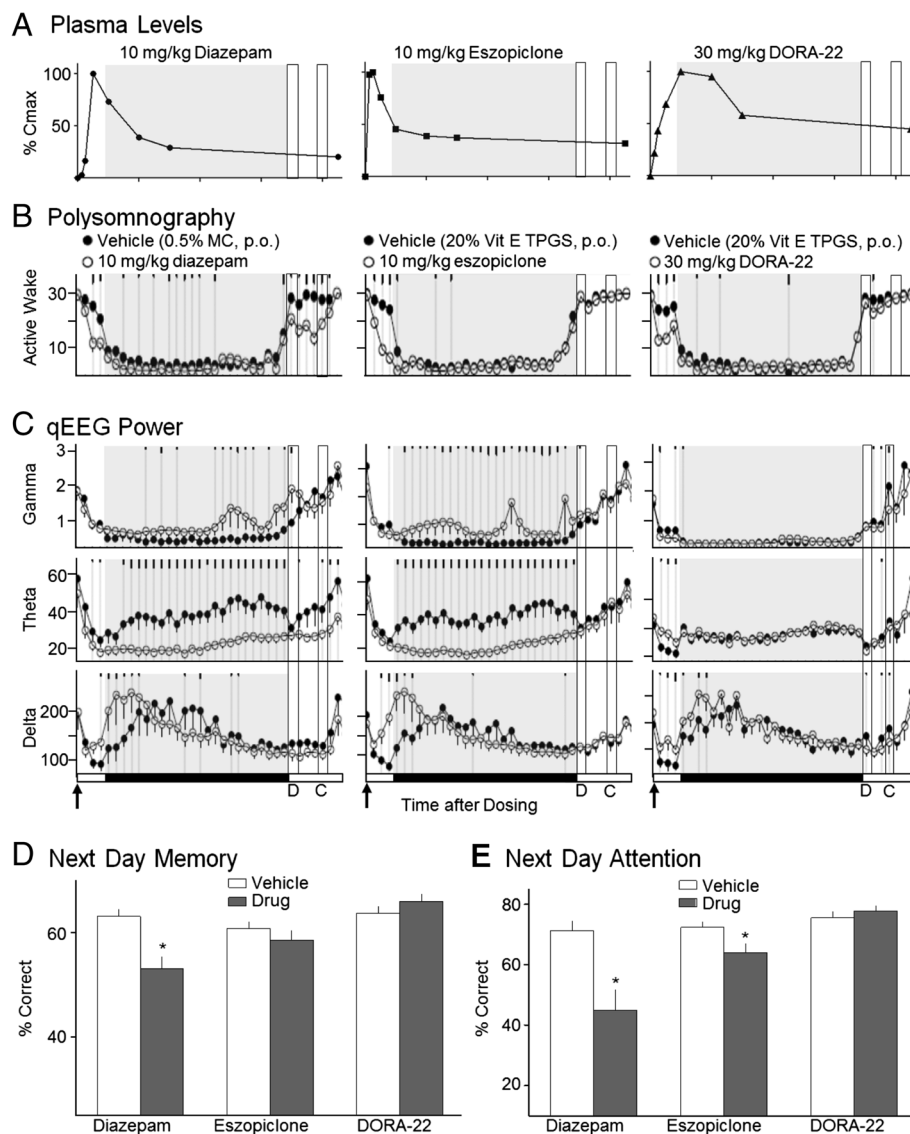 A Plasma Levels
10 mg/kg Diazepam
10 mg/kg Eszopiclone
30 mg/kg DORA-22
% Cmax
100
50
B Polysomnography
Vehicle (0.5% MC, p.o.)
10 mg/kg diazepam
Vehicle (20% Vit E TPGS, p.o.)
10 mg/kg eszopiclone
Vehicle (20% Vit E TPGS, p.o.)
30 mg/kg DORA-22
Active Wake
30
20
10
C qEEG Power
Gamma
3
2
1
Theta
60
40
20
Delta
200
100
D C
D C
D C
Time after Dosing
D Next Day Memory
Vehicle
Drug
% Correct
60
40
*
Diazepam Eszopiclone DORA-22
E Next Day Attention
Vehicle
Drug
% Correct
80
60
40
20
*
*
Diazepam Eszopiclone DORA-22